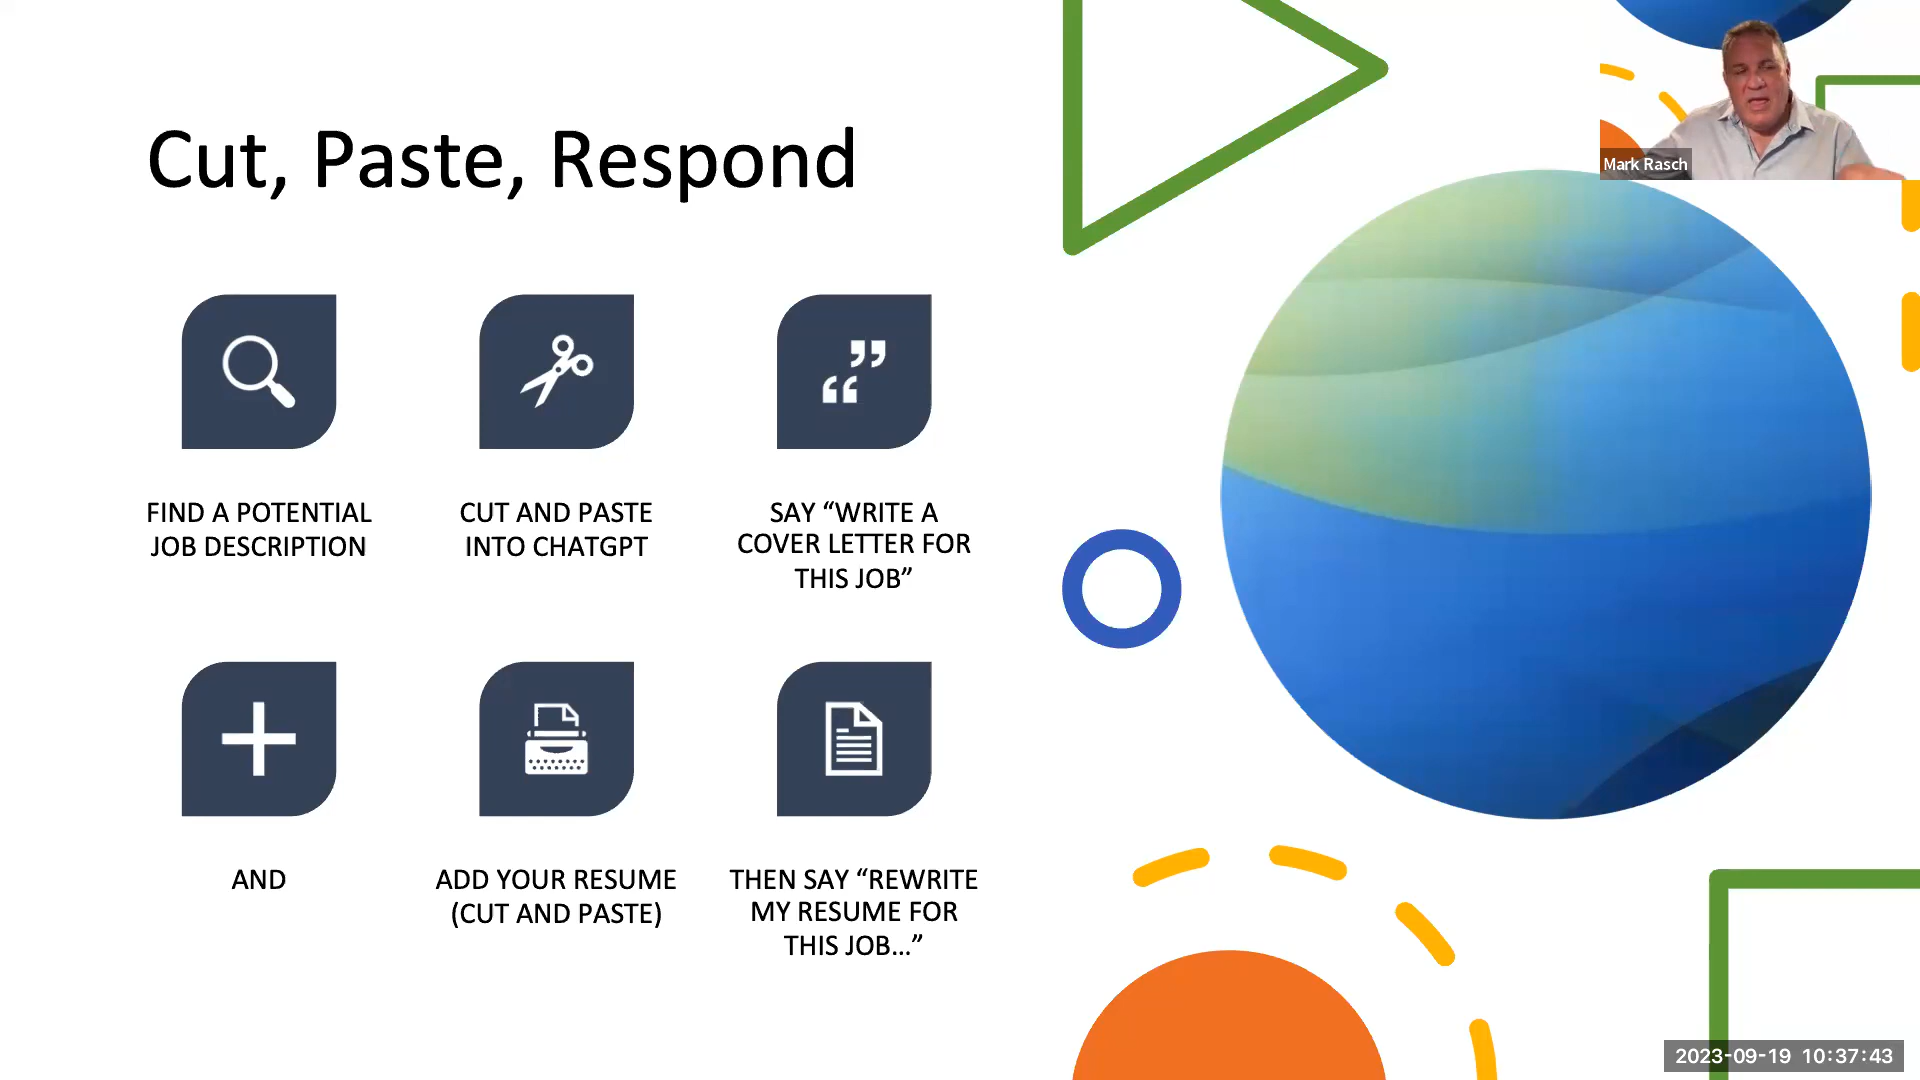 Cut, Paste, Respond
Mark Rasch
FIND A POTENTIAL
JOB DESCRIPTION
CUT AND PASTE
INTO CHATGPT
SAY “WRITE A
COVER LETTER FOR
THIS JOB”
AND
ADD YOUR RESUME
(CUT AND PASTE)
THEN SAY “REWRITE
MY RESUME FOR
THIS JOB…”
2023-09-19 10:37:43